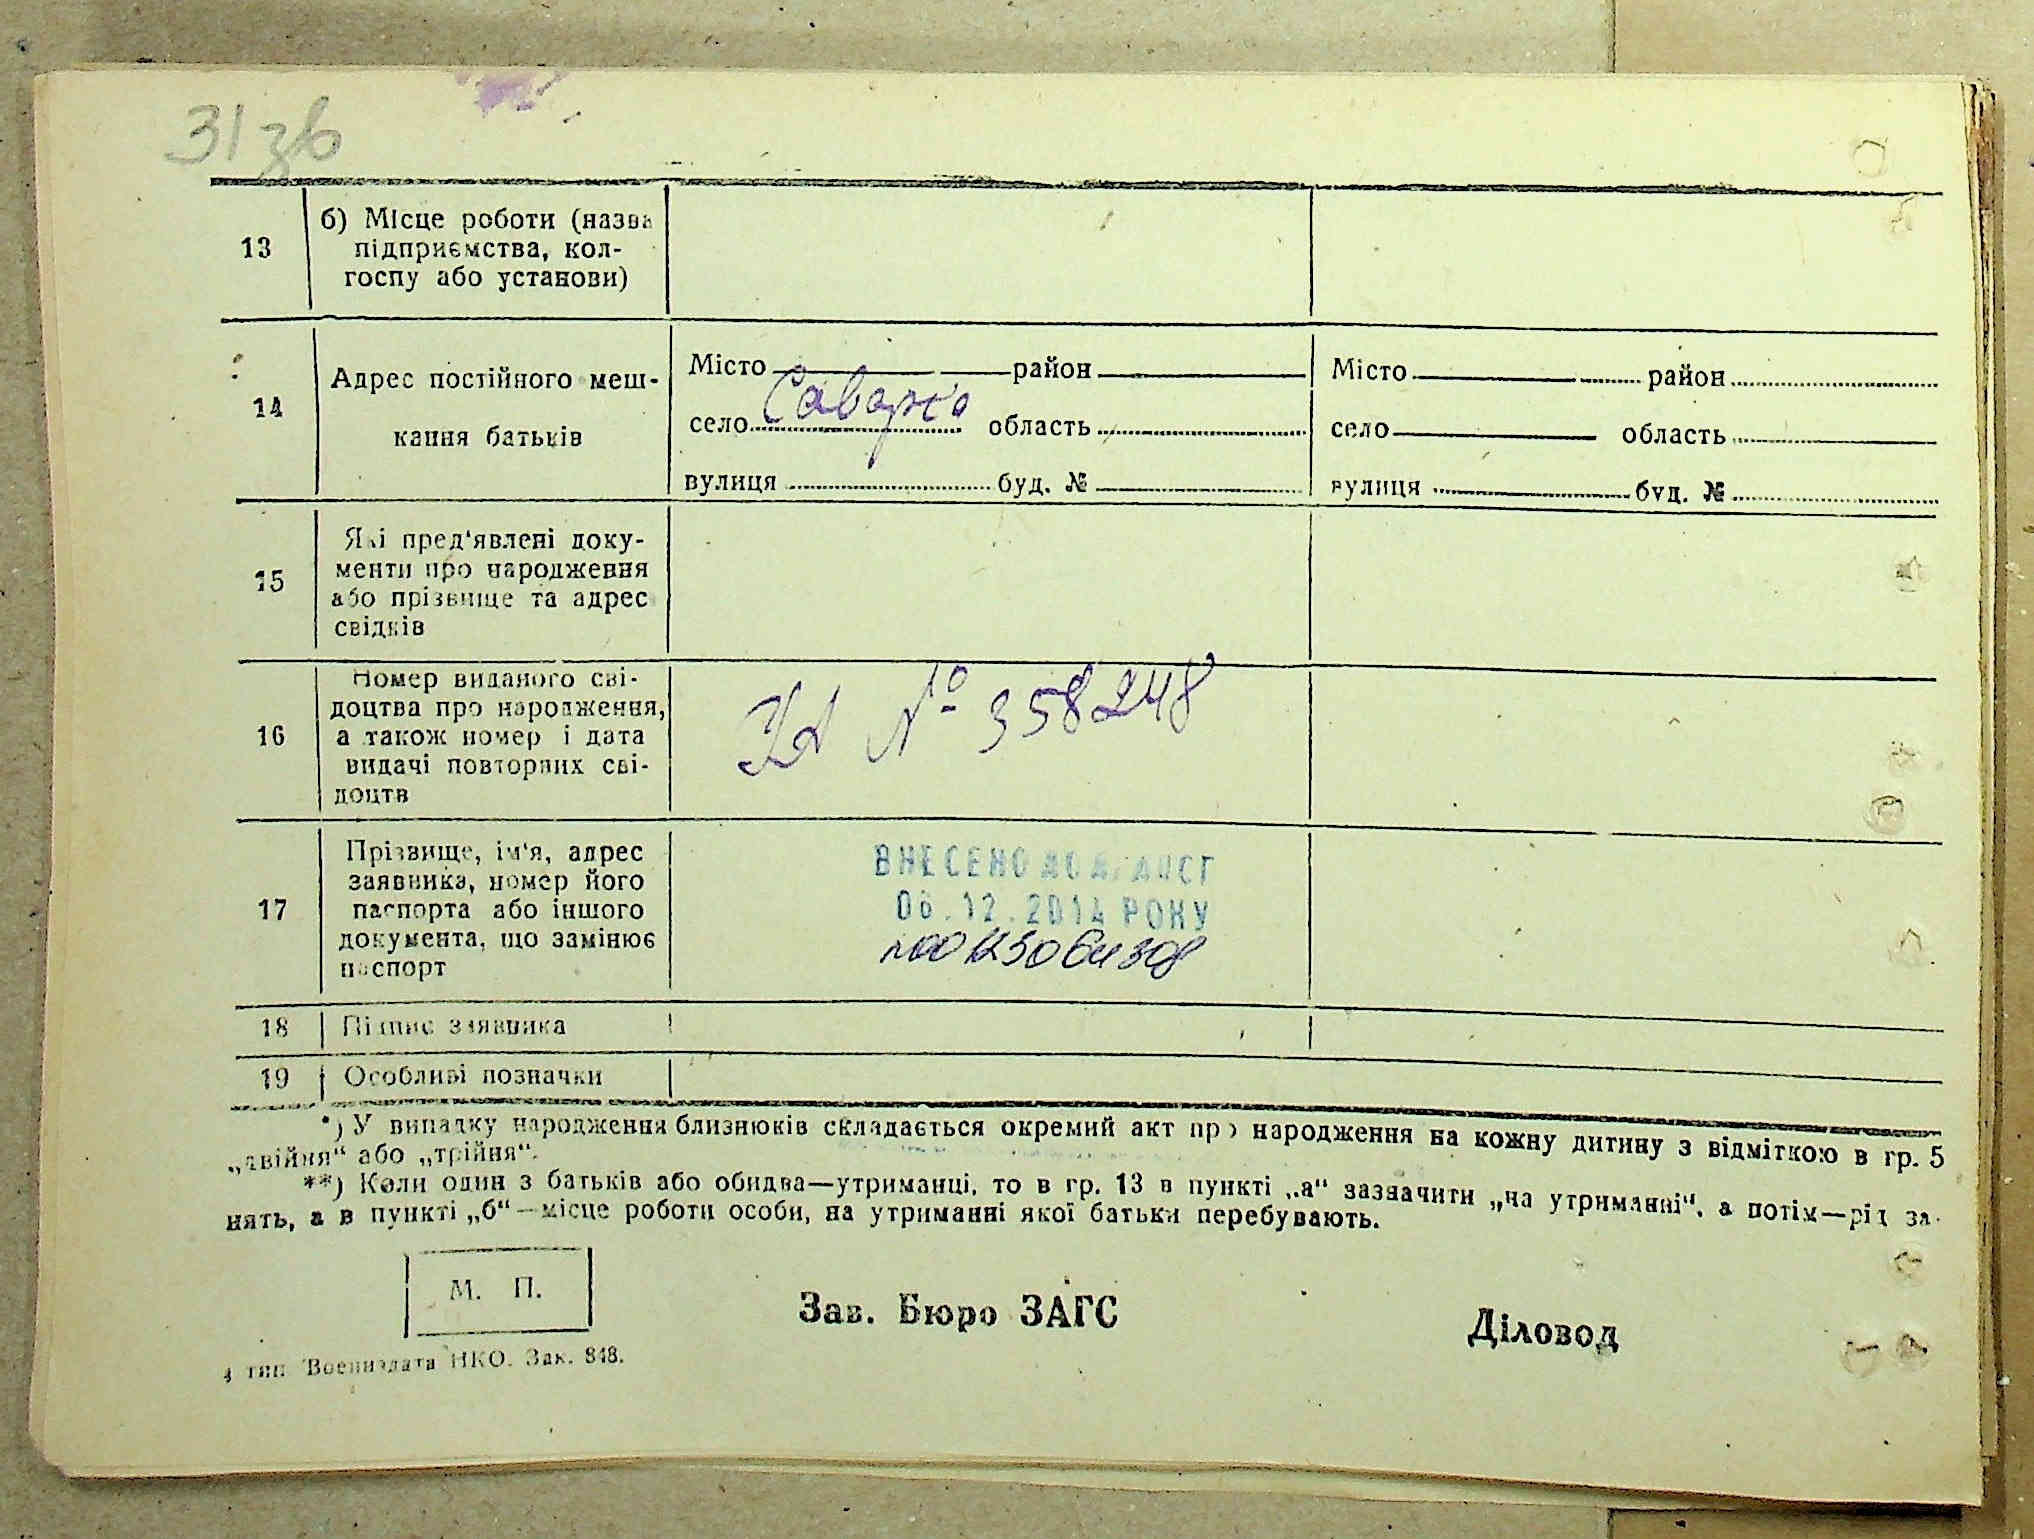 31 зв
13
б) Місце роботи (назва
підприємства, кол-
госпу або установи)
14
Адрес постійного меш-
кання батьків
Місто район
село Саварка область
вулиця буд. №
Місто район
село область
вулиця буд. №
15
Які пред'явлені доку-
менти про народження
або прізвище та адрес
свідків
16
Номер виданого сві-
доцтва про народження,
а також номер і дата
видачі повторних сві-
доцтв
УА № 358248
17
Прізвище, ім'я, адрес
заявника, номер його
паспорта або іншого
документа, що замінює
паспорт
ВНЕСЕНО ДО
06.12.2014 РОКУ
18
Підпис заявника
19
Особливі позначки
*) У випадку народження близнюків складається окремий акт про народження на кожну дитину з відміткою в гр. 5
„двійня“ або „трійня“.
**) Коли один з батьків або обидва—утриманці, то в гр. 13 в пункті „а“ зазначити „на утриманні“, а потім—рід за-
нять, а в пункті „б“—місце роботи особи, на утриманні якої батьки перебувають.
М. П.
Зав. Бюро ЗАГС
Діловод
4 тип Воениздата НКО. Зак. 848.